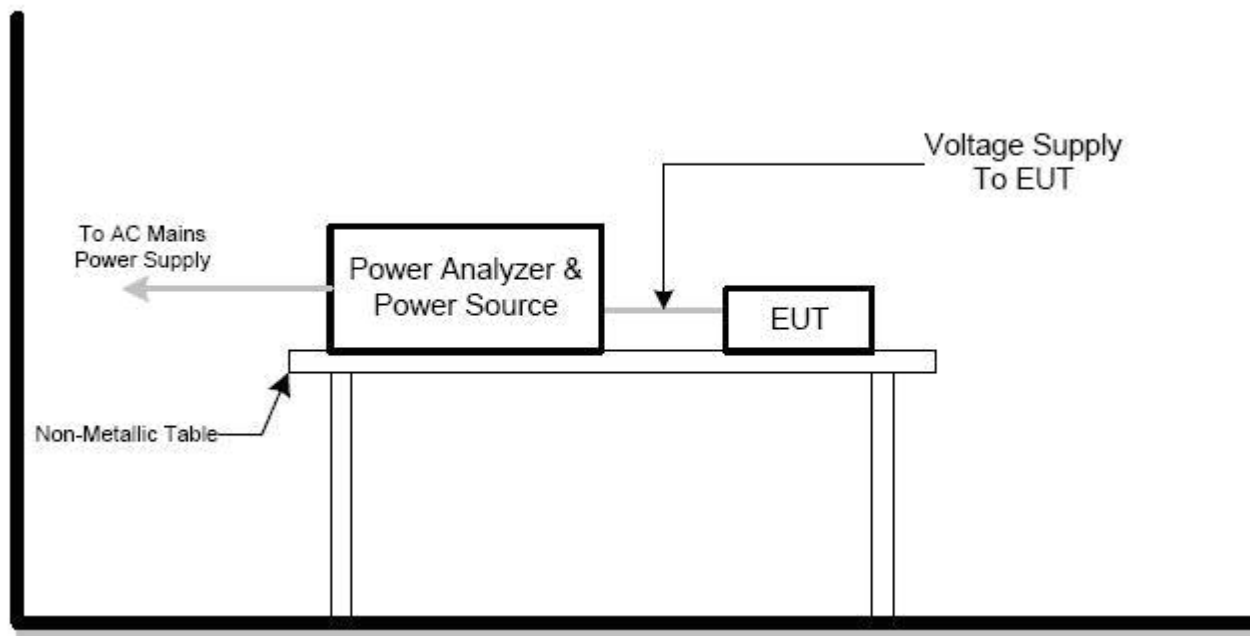 Voltage Supply
To EUT
To AC Mains
Power Supply
Power Analyzer &
Power Source
EUT
Non-Metallic Table